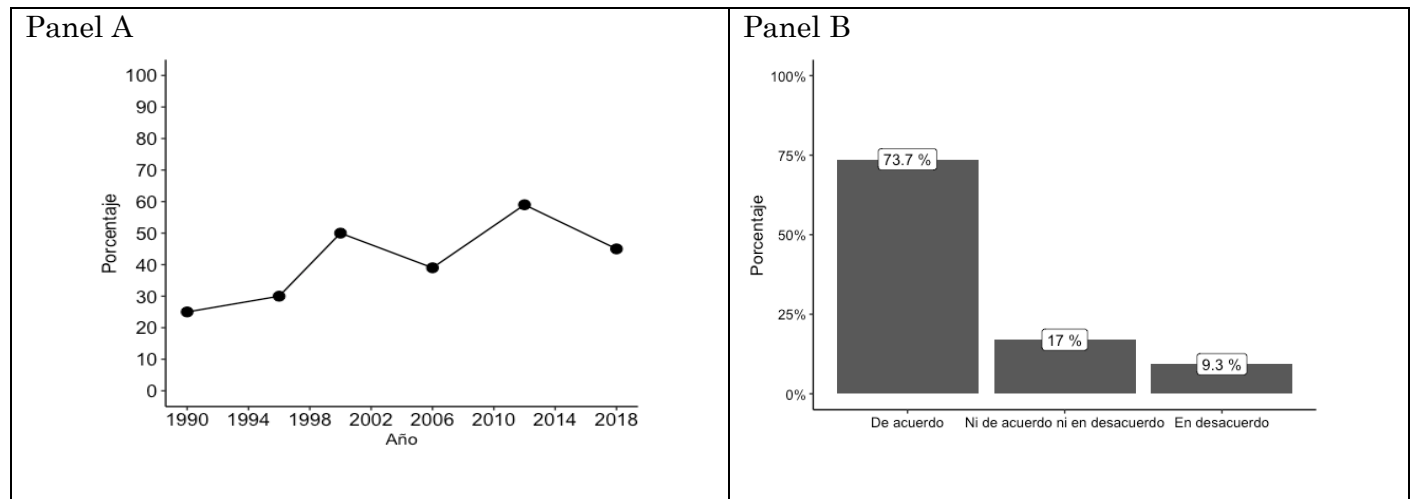 Panel A
100
90
80
70
60
50
40
30
20
10
0
Porcentaje
1990 1994 1998 2002 2006 2010 2014 2018
Año
Panel B
100%
75%
50%
25%
0%
Porcentaje
73.7 %
17 %
9.3 %
De acuerdo Ni de acuerdo ni en desacuerdo En desacuerdo